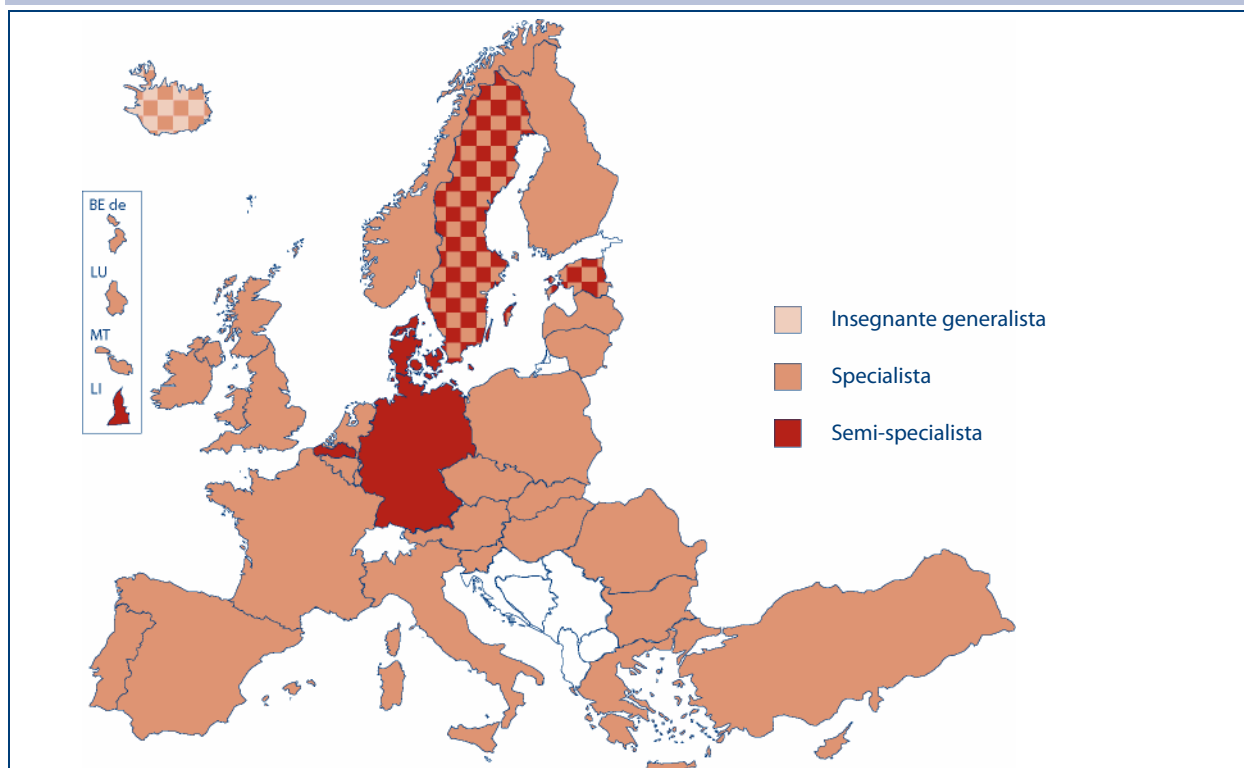 BE de
LU
MT
LI
Insegnante generalista
Specialista
Semi-specialista